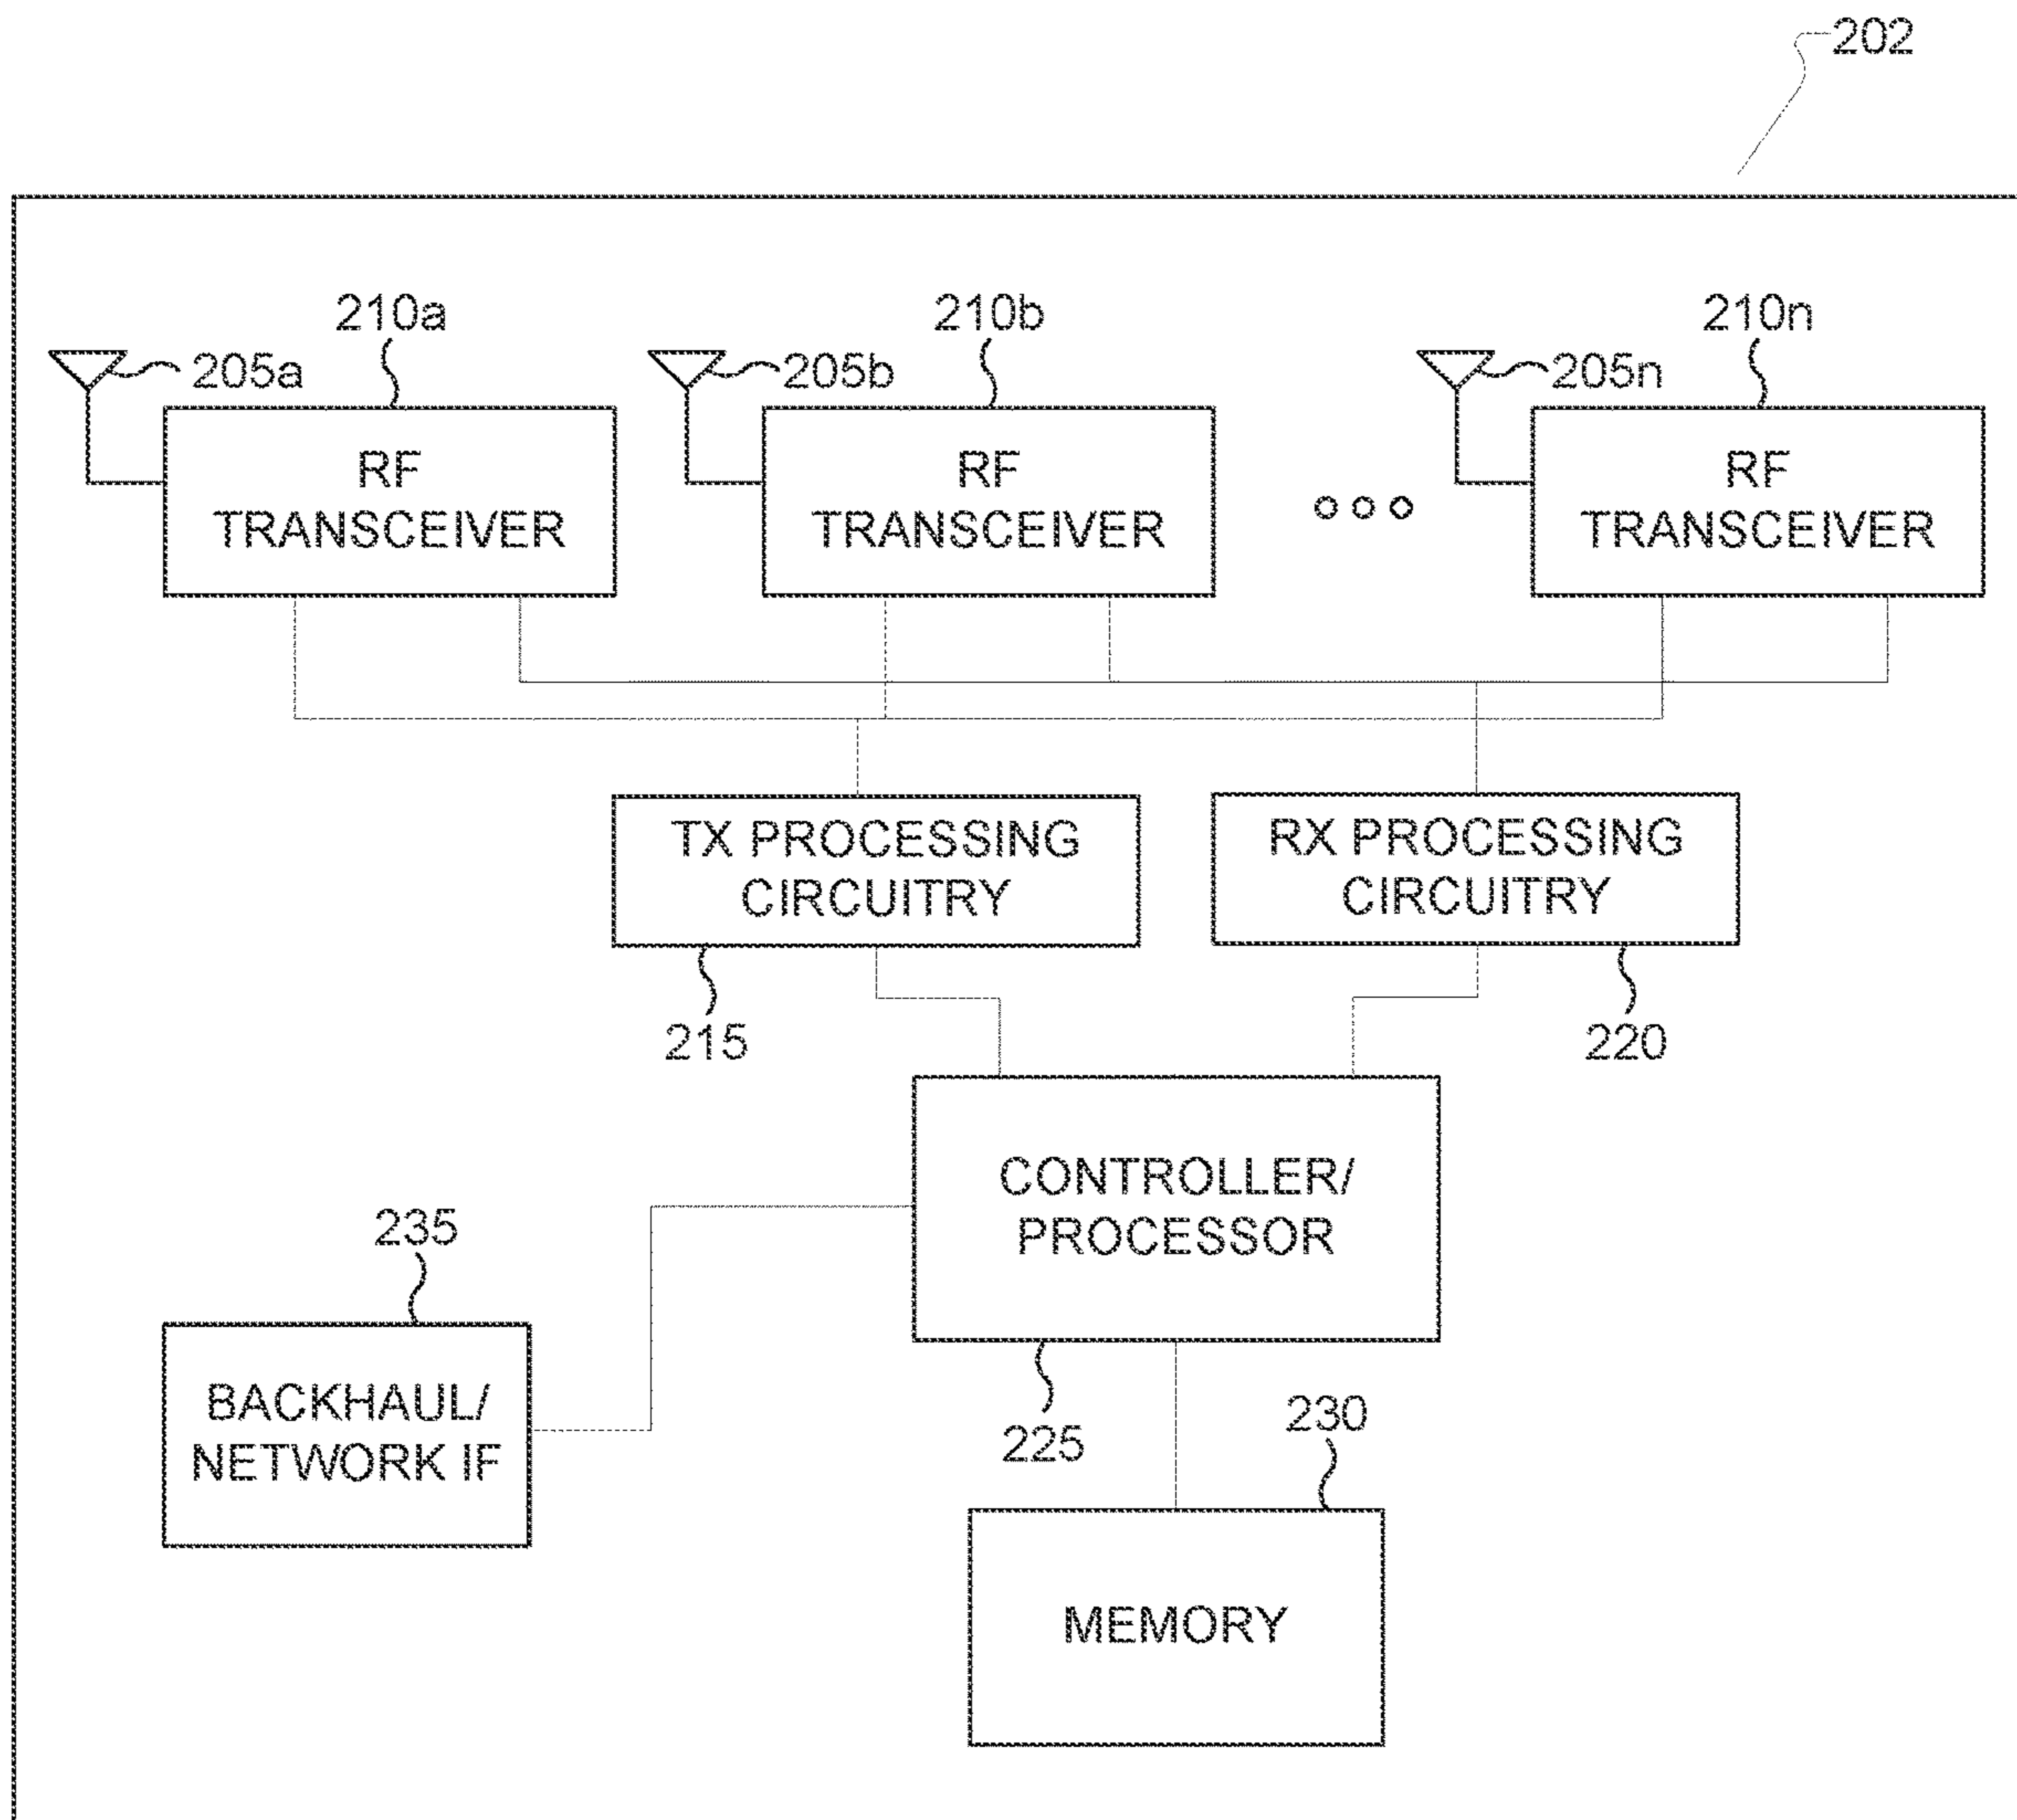 202
210a
210b
210n
205a
205b
205n
RF
TRANSCEIVER
RF
TRANSCEIVER
RF
TRANSCEIVER
TX PROCESSING
CIRCUITRY
RX PROCESSING
CIRCUITRY
215
220
CONTROLLER/
PROCESSOR
235
BACKHAUL/
NETWORK IF
225
230
MEMORY